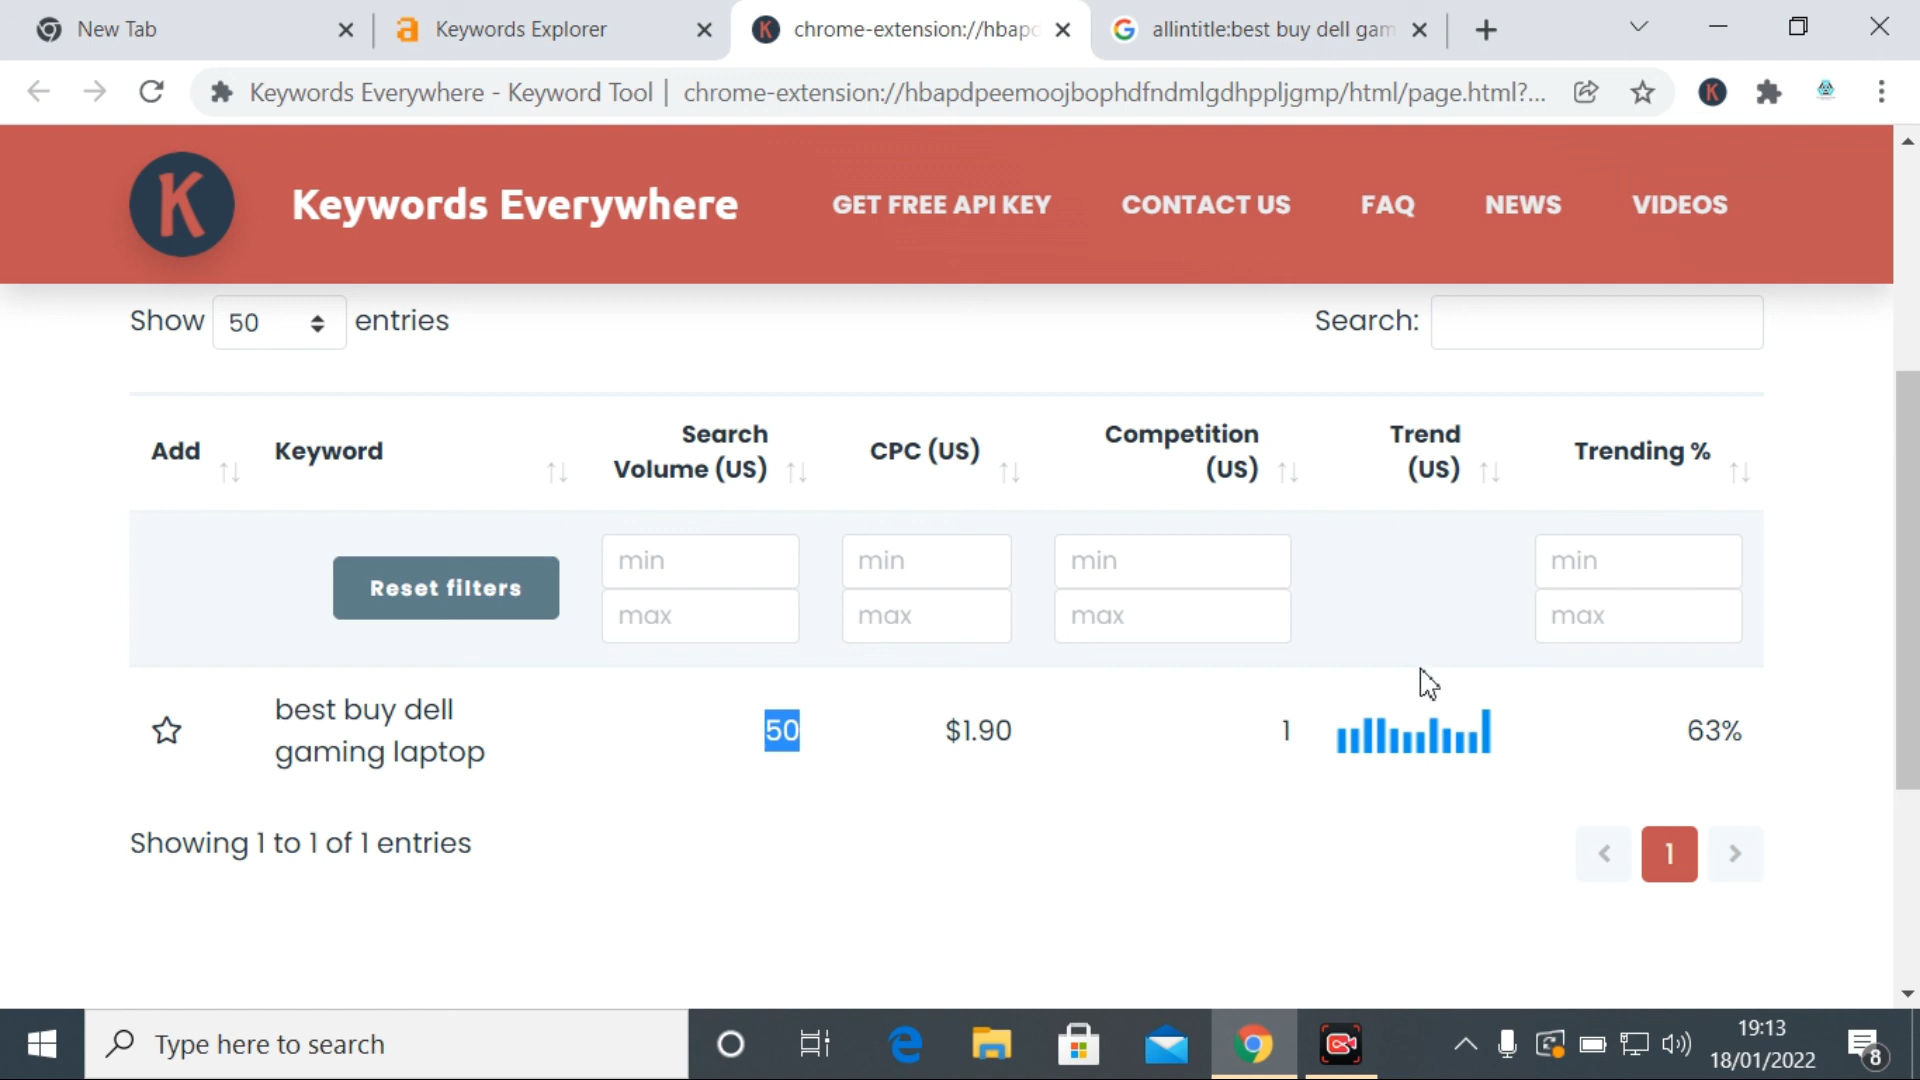 New Tab
Keywords Explorer
chrome-extension://hbapc
allintitle:best buy dell gam
Keywords Everywhere - Keyword Tool | chrome-extension://hbapdpeemoojbophdfndmlgdhppljgmp/html/page.html?...
K
Keywords Everywhere
GET FREE API KEY
CONTACT US
FAQ
NEWS
VIDEOS
Show 50 entries
Search:
Add
Keyword
Search
Volume (US)
CPC (US)
Competition
(US)
Trend
(US)
Trending %
Reset filters
min
max
min
max
min
max
min
max
best buy dell
gaming laptop
50
$1.90
1
63%
Showing 1 to 1 of 1 entries
1
Type here to search
19:13
18/01/2022
8